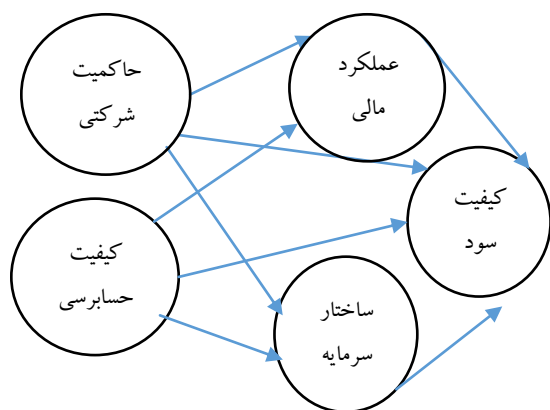 حاکمیت
شرکتی
عملکرد
مالی
کیفیت
سود
کیفیت
حسابرسی
ساختار
سرمایه